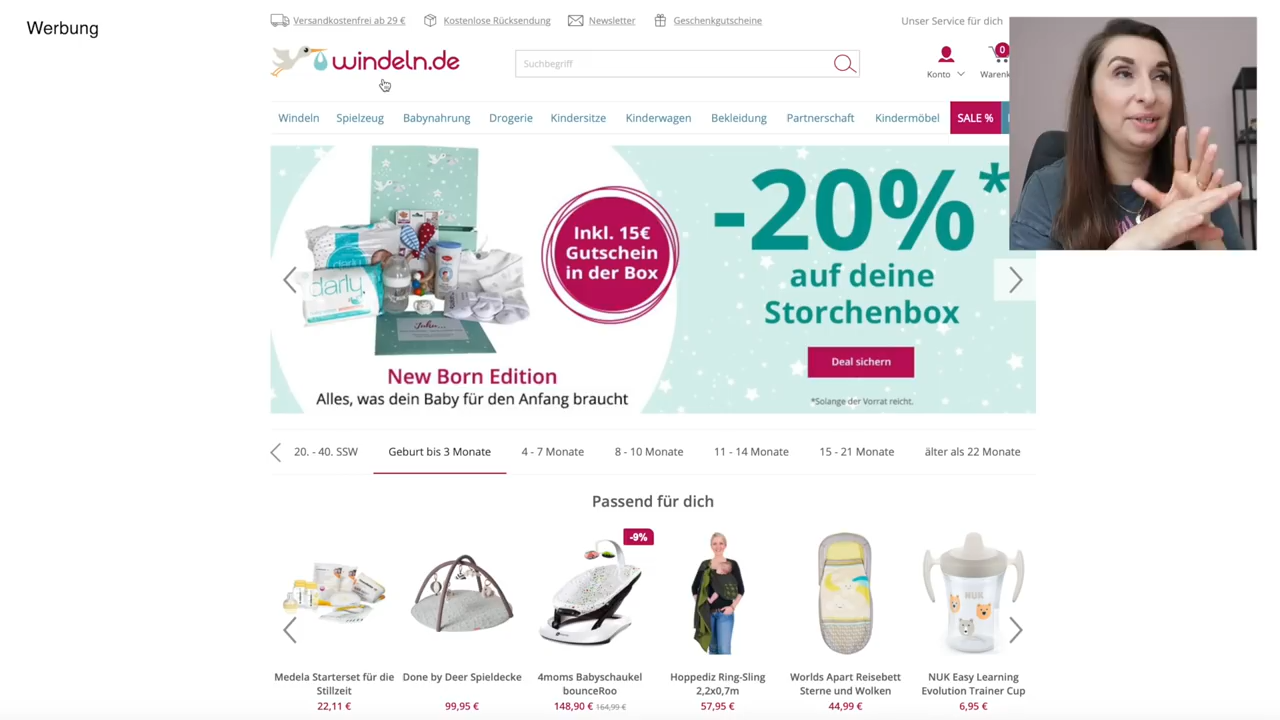 Werbung
Versandkostenfrei ab 29 €
Kostenlose Rücksendung
Newsletter
Geschenkgutscheine
Unser Service für dich
windeln.de
Suchbegriff
Konto
0
Windeln
Spielzeug
Babynahrung
Drogerie
Kindersitze
Kinderwagen
Bekleidung
Partnerschaft
Kindermöbel
SALE %
darly.
Inkl. 15€
Gutschein
in der Box
New Born Edition
Alles, was dein Baby für den Anfang braucht
-20%*
auf deine
Storchenbox
Deal sichern
*Solange der Vorrat reicht.
20. - 40. SSW
Geburt bis 3 Monate
4 - 7 Monate
8 - 10 Monate
11 - 14 Monate
15 - 21 Monate
älter als 22 Monate
Passend für dich
-9%
NUK
Medela Starterset für die
Stillzeit
22,11 €
Done by Deer Spieldecke
99,95 €
4moms Babyschaukel
bounceRoo
148,90 € 164,99 €
Hoppediz Ring-Sling
2,2x0,7m
57,95 €
Worlds Apart Reisebett
Sterne und Wolken
44,99 €
NUK Easy Learning
Evolution Trainer Cup
6,95 €